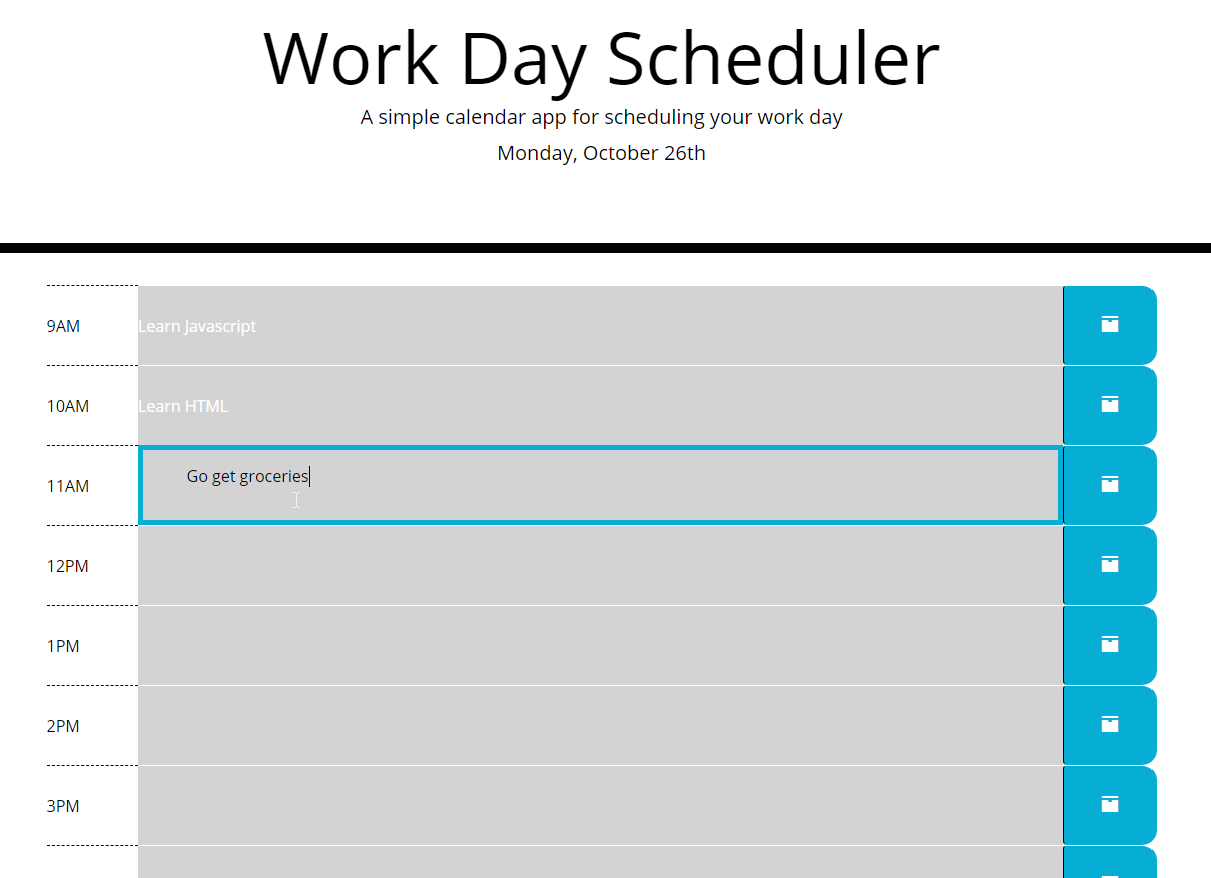 Work Day Scheduler
A simple calendar app for scheduling your work day
Monday, October 26th
9AM Learn Javascript
10AM Learn HTML
11AM Go get groceries
12PM
1PM
2PM
3PM